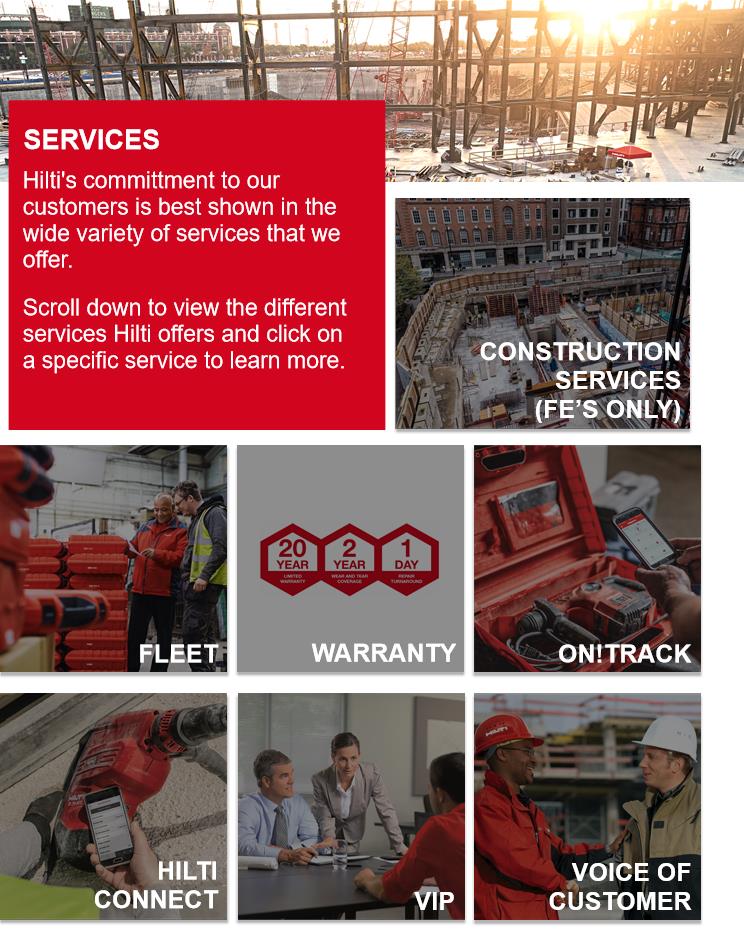 SERVICES
Hilti's committment to our
customers is best shown in the
wide variety of services that we
offer.
Scroll down to view the different
services Hilti offers and click on
a specific service to learn more.
CONSTRUCTION
SERVICES
(FE'S ONLY)
20
YEAR
LIMITED
WARRANTY
2
YEAR
WEAR AND TEAR
COVERAGE
1
DAY
REPAIR
TURNAROUND
FLEET
WARRANTY
ON!TRACK
HILTI
HILTI
CONNECT
VIP
VOICE OF
CUSTOMER